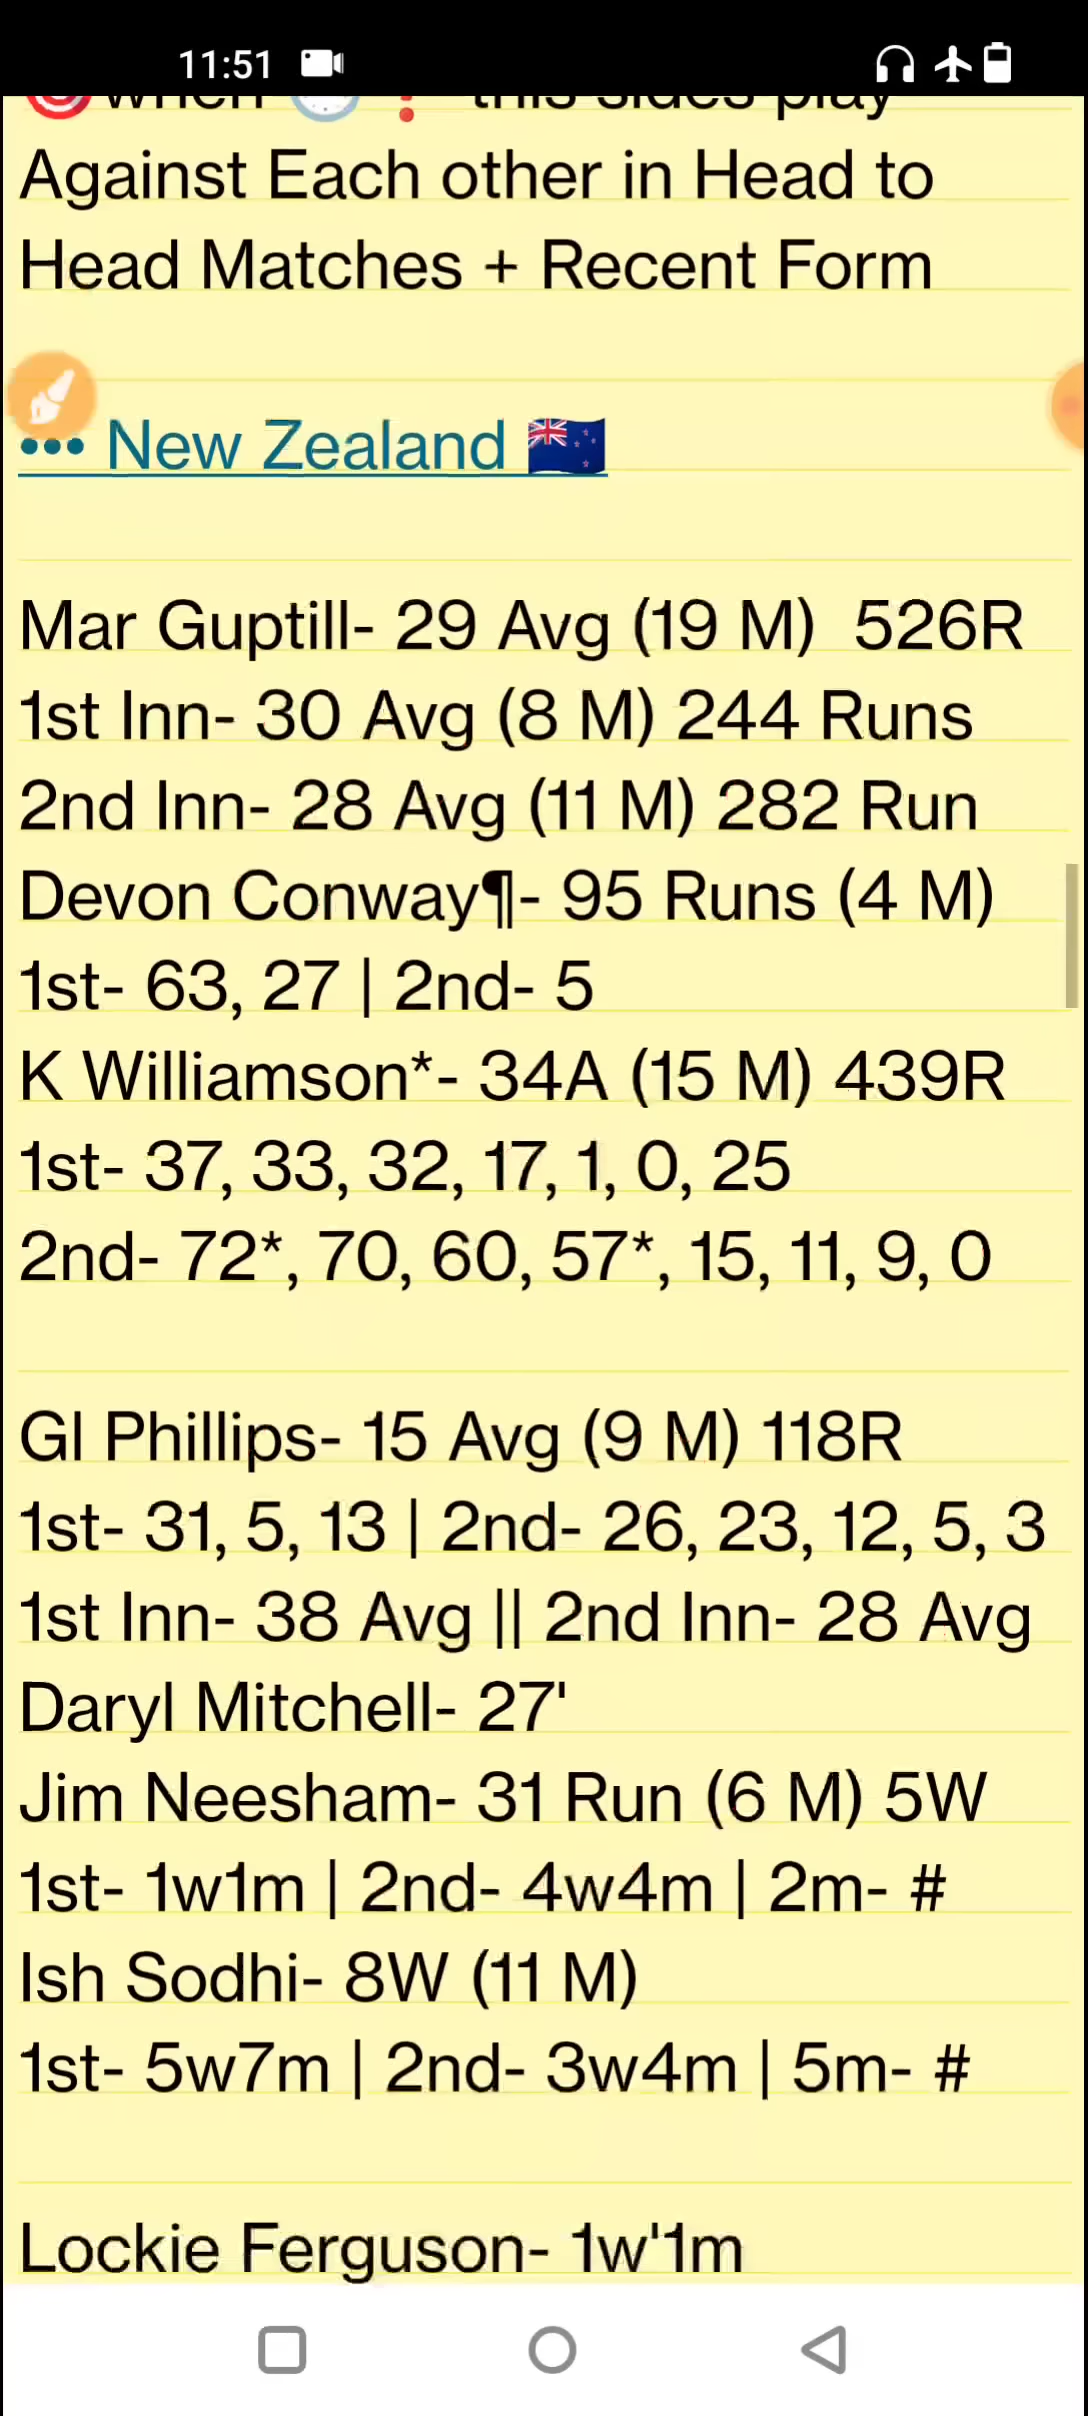 11:51
when this sides play
Against Each other in Head to
Head Matches + Recent Form
••• New Zealand 🇳🇿
Mar Guptill- 29 Avg (19 M) 526R
1st Inn- 30 Avg (8 M) 244 Runs
2nd Inn- 28 Avg (11 M) 282 Run
Devon Conway¶- 95 Runs (4 M)
1st- 63, 27 | 2nd- 5
K Williamson*- 34A (15 M) 439R
1st- 37, 33, 32, 17, 1, 0, 25
2nd- 72*, 70, 60, 57*, 15, 11, 9, 0
Gl Phillips- 15 Avg (9 M) 118R
1st- 31, 5, 13 | 2nd- 26, 23, 12, 5, 3
1st Inn- 38 Avg || 2nd Inn- 28 Avg
Daryl Mitchell- 27'
Jim Neesham- 31 Run (6 M) 5W
1st- 1w1m | 2nd- 4w4m | 2m- #
Ish Sodhi- 8W (11 M)
1st- 5w7m | 2nd- 3w4m | 5m- #
Lockie Ferguson- 1w'1m